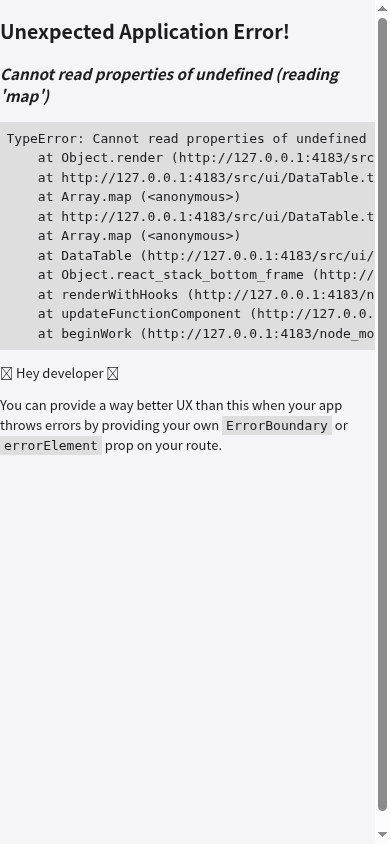 Unexpected Application Error!
Cannot read properties of undefined (reading
'map')
TypeError: Cannot read properties of undefined
at Object.render (http://127.0.0.1:4183/src
at http://127.0.0.1:4183/src/ui/DataTable.t
at Array.map (<anonymous>)
at http://127.0.0.1:4183/src/ui/DataTable.t
at Array.map (<anonymous>)
at DataTable (http://127.0.0.1:4183/src/ui/
at Object.react_stack_bottom_frame (http://
at renderWithHooks (http://127.0.0.1:4183/n
at updateFunctionComponent (http://127.0.0.
at beginWork (http://127.0.0.1:4183/node_mo
Hey developer
You can provide a way better UX than this when your app
throws errors by providing your own ErrorBoundary or
errorElement prop on your route.